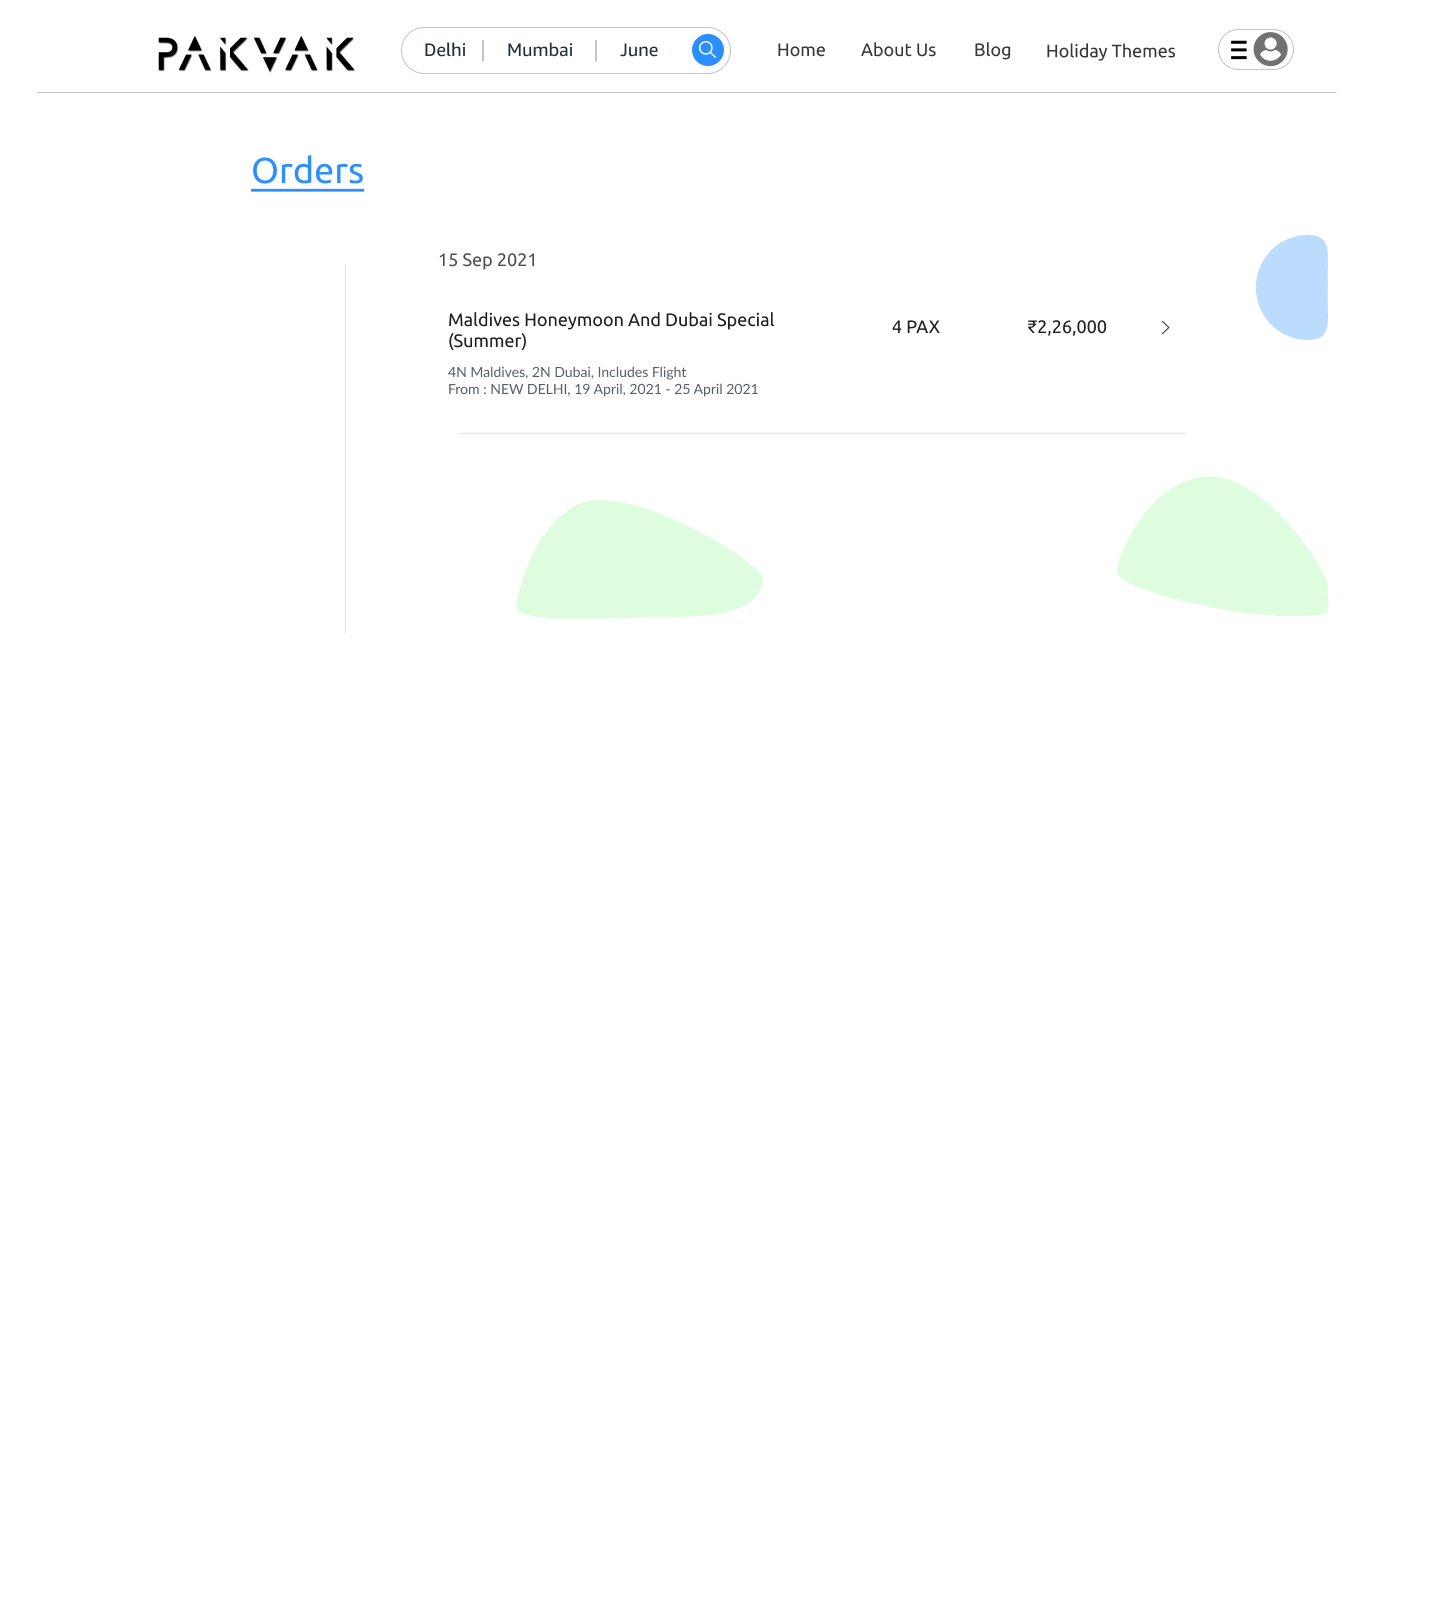 PAKVAK
Delhi | Mumbai | June
Home
About Us
Blog
Holiday Themes
Orders
15 Sep 2021
Maldives Honeymoon And Dubai Special
(Summer)
4 PAX
₹2,26,000
4N Maldives, 2N Dubai, Includes Flight
From : NEW DELHI, 19 April, 2021 - 25 April 2021